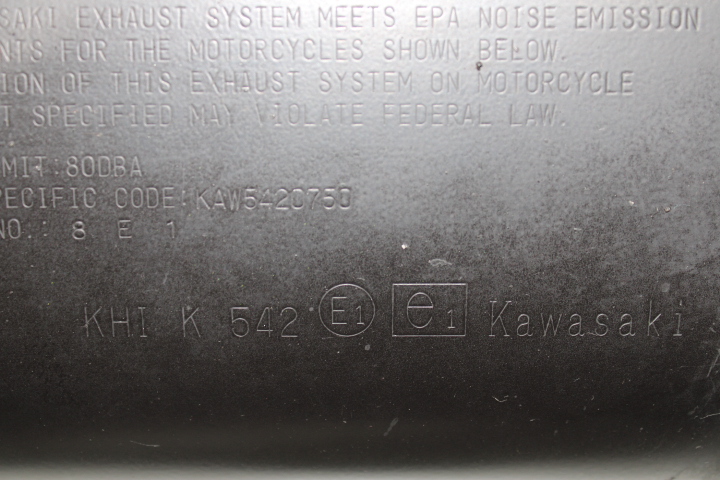 SAKI EXHAUST SYSTEM MEETS EPA NOISE EMISSION
NTS FOR THE MOTORCYCLES SHOWN BELOW.
ION OF THIS EXHAUST SYSTEM ON MOTORCYCLE
T SPECIFIED MAY VIOLATE FEDERAL LAW.
MIT:80DBA
PECIFIC CODE:KAW5420750
NO.: 8 E 1
KHI K 542 E1 e1 Kawasaki